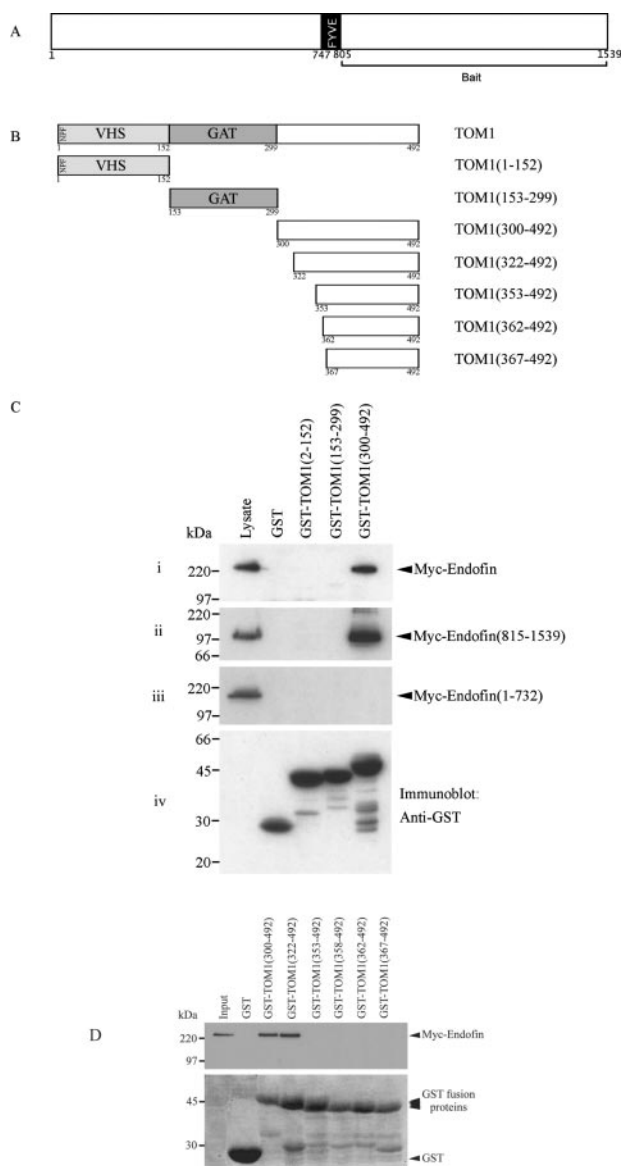 A
FYVE
1 747 805 1539
Bait
B
NPF VHS GAT TOM1
1 152 299 492
NPF VHS TOM1(1-152)
1 152
GAT TOM1(153-299)
153 299
TOM1(300-492)
300 492
TOM1(322-492)
322 492
TOM1(353-492)
353 492
TOM1(362-492)
362 492
TOM1(367-492)
367 492
C
kDa Lysate GST GST-TOM1(2-152) GST-TOM1(153-299) GST-TOM1(300-492)
i 220 Myc-Endofin
97
220
ii 97 Myc-Endofin(815-1539)
66
iii 220 Myc-Endofin(1-732)
97
66
45
iv Immunoblot:
Anti-GST
30
20
D
kDa Input GST GST-TOM1(300-492) GST-TOM1(322-492) GST-TOM1(353-492) GST-TOM1(358-492) GST-TOM1(362-492) GST-TOM1(367-492)
220 Myc-Endofin
97
45 GST fusion
proteins
30
GST